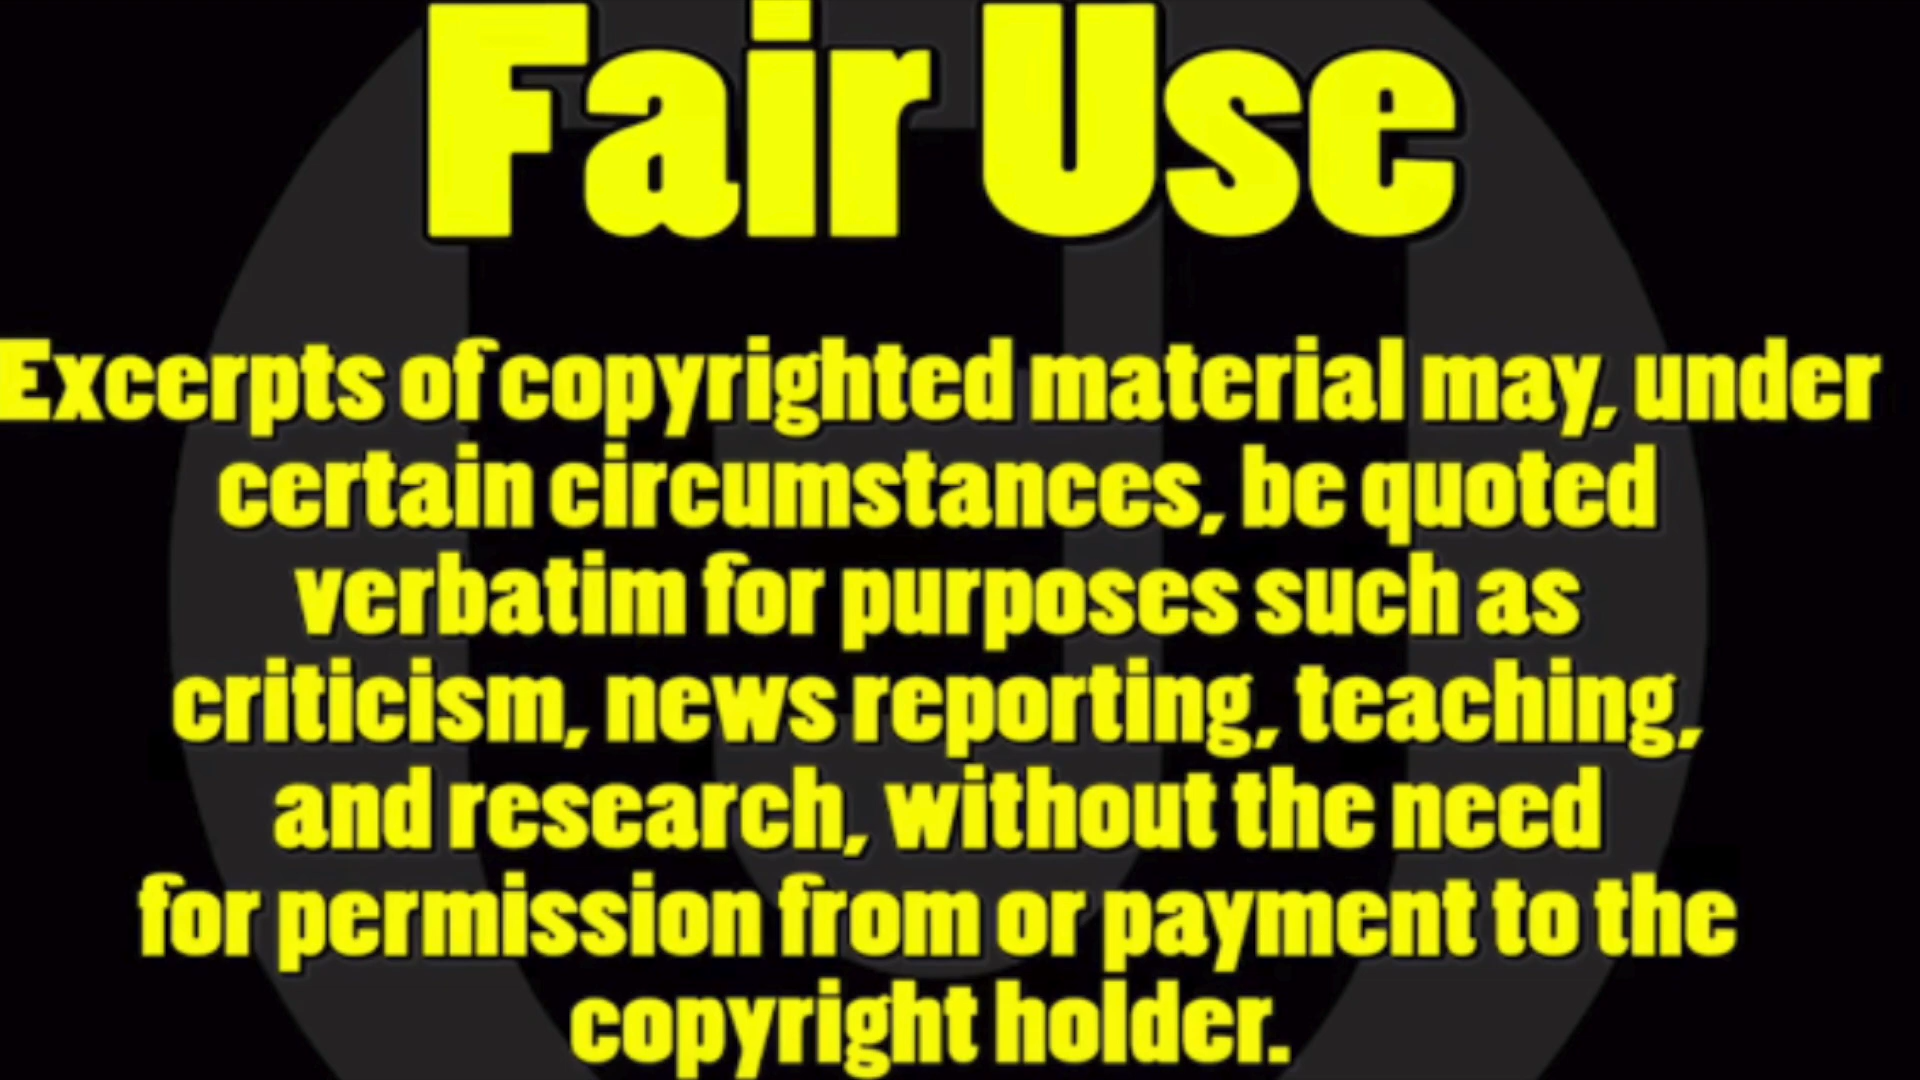 Fair Use
Excerpts of copyrighted material may, under
certain circumstances, be quoted
verbatim for purposes such as
criticism, news reporting, teaching,
and research, without the need
for permission from or payment to the
copyright holder.